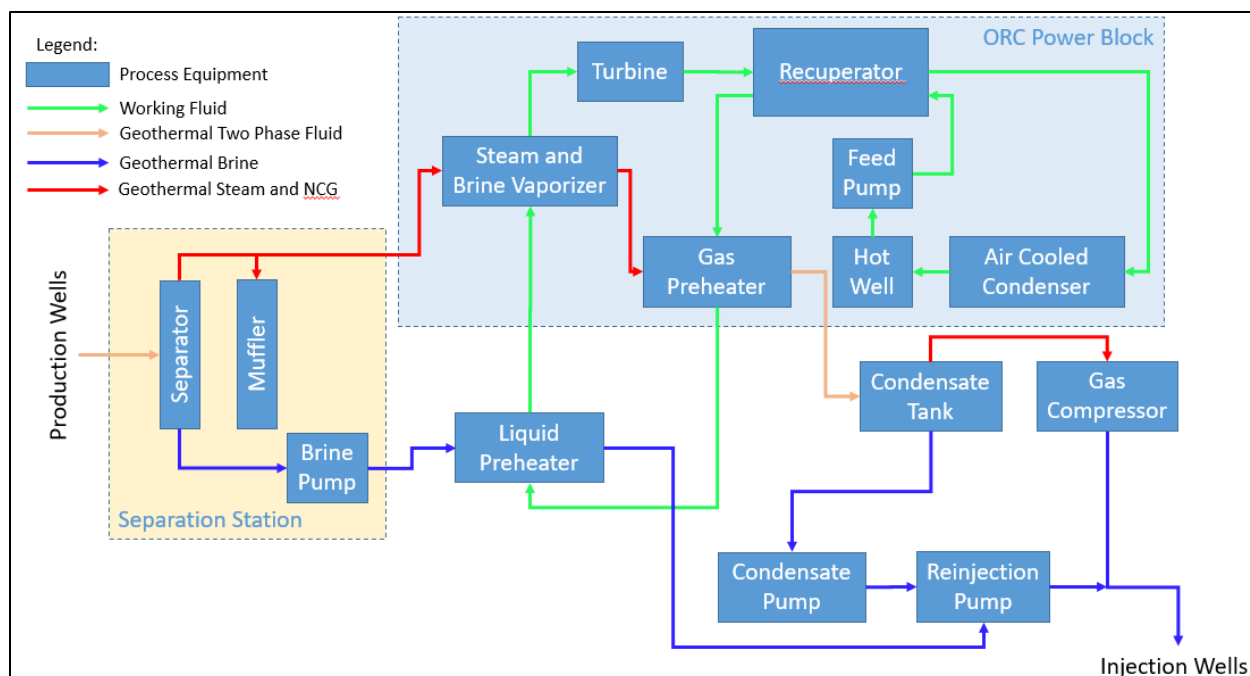 Legend:
Process Equipment
Working Fluid
Geothermal Two Phase Fluid
Geothermal Brine
Geothermal Steam and NCG
ORC Power Block
Turbine
Recuperator
Steam and
Brine Vaporizer
Feed
Pump
Gas
Preheater
Hot
Well
Air Cooled
Condenser
Production Wells
Separator
Muffler
Brine
Pump
Separation Station
Liquid
Preheater
Condensate
Tank
Gas
Compressor
Condensate
Pump
Reinjection
Pump
Injection Wells